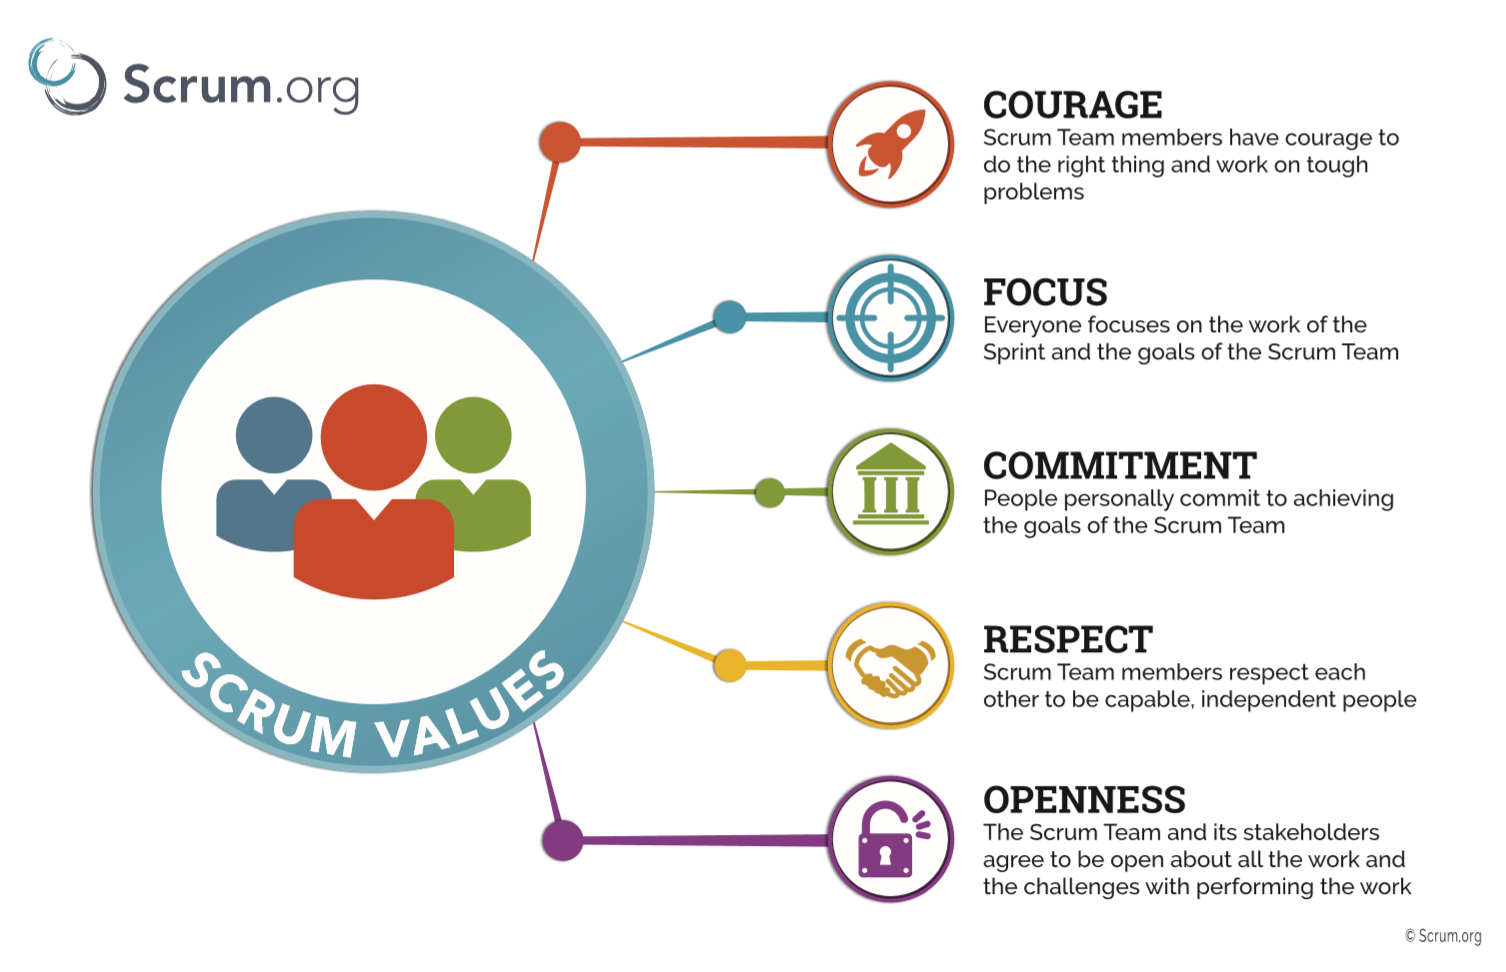 Scrum.org
COURAGE
Scrum Team members have courage to
do the right thing and work on tough
problems
FOCUS
Everyone focuses on the work of the
Sprint and the goals of the Scrum Team
COMMITMENT
People personally commit to achieving
the goals of the Scrum Team
RESPECT
Scrum Team members respect each
other to be capable, independent people
SCRUM VALUES
OPENNESS
The Scrum Team and its stakeholders
agree to be open about all the work and
the challenges with performing the work
© Scrum.org